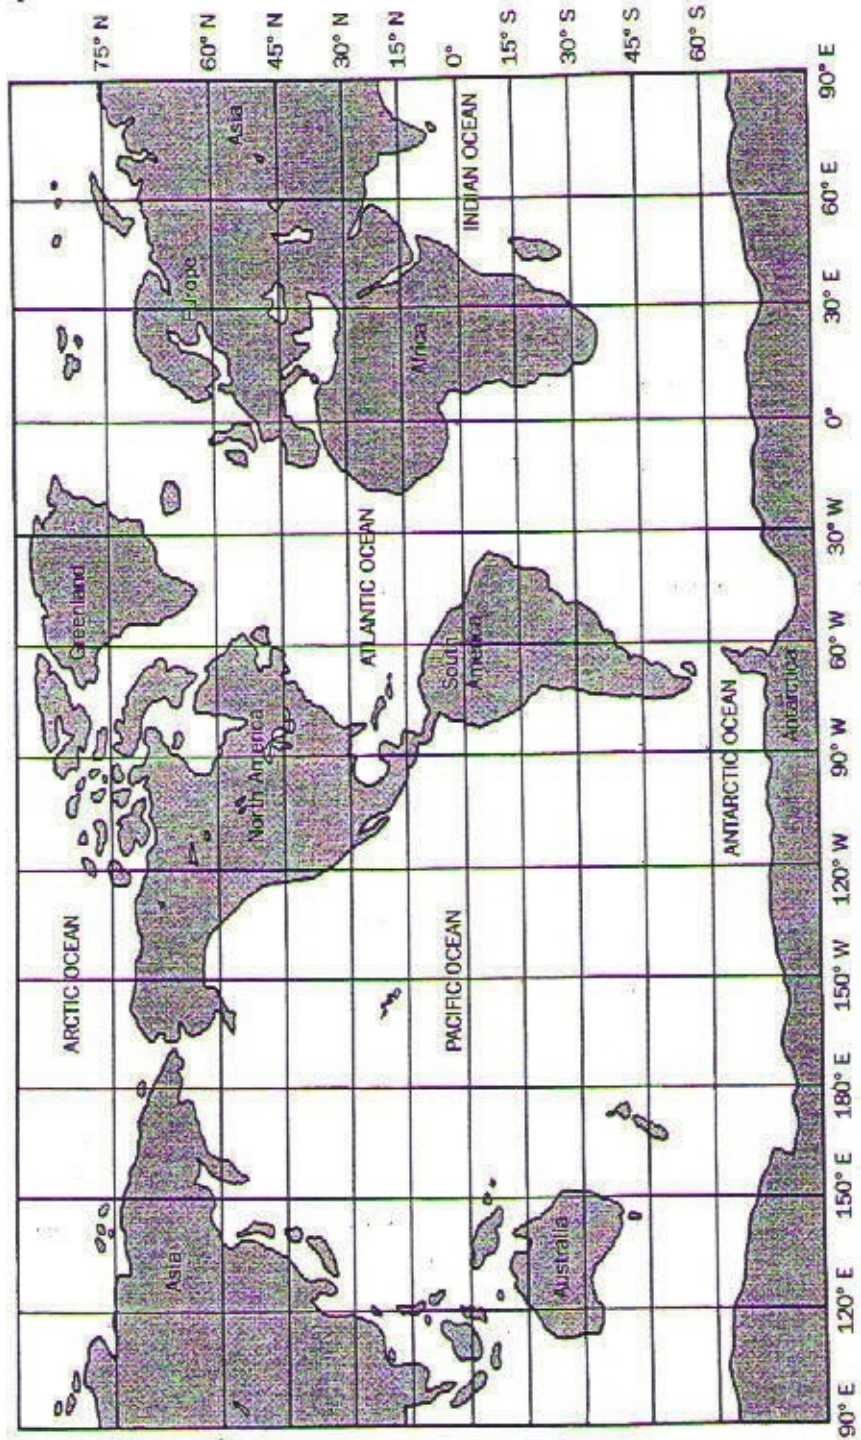 75° N
60° N
45° N
30° N
15° N
0°
15° S
30° S
45° S
60° S
ARCTIC OCEAN
Greenland
Asia
North America
Europe
Asia
ATLANTIC OCEAN
Africa
PACIFIC OCEAN
South
America
INDIAN OCEAN
Australia
ANTARCTIC OCEAN
Antarctica
90° E
120° E
150° E
180° E
150° W
120° W
90° W
60° W
30° W
0°
30° E
60° E
90° E